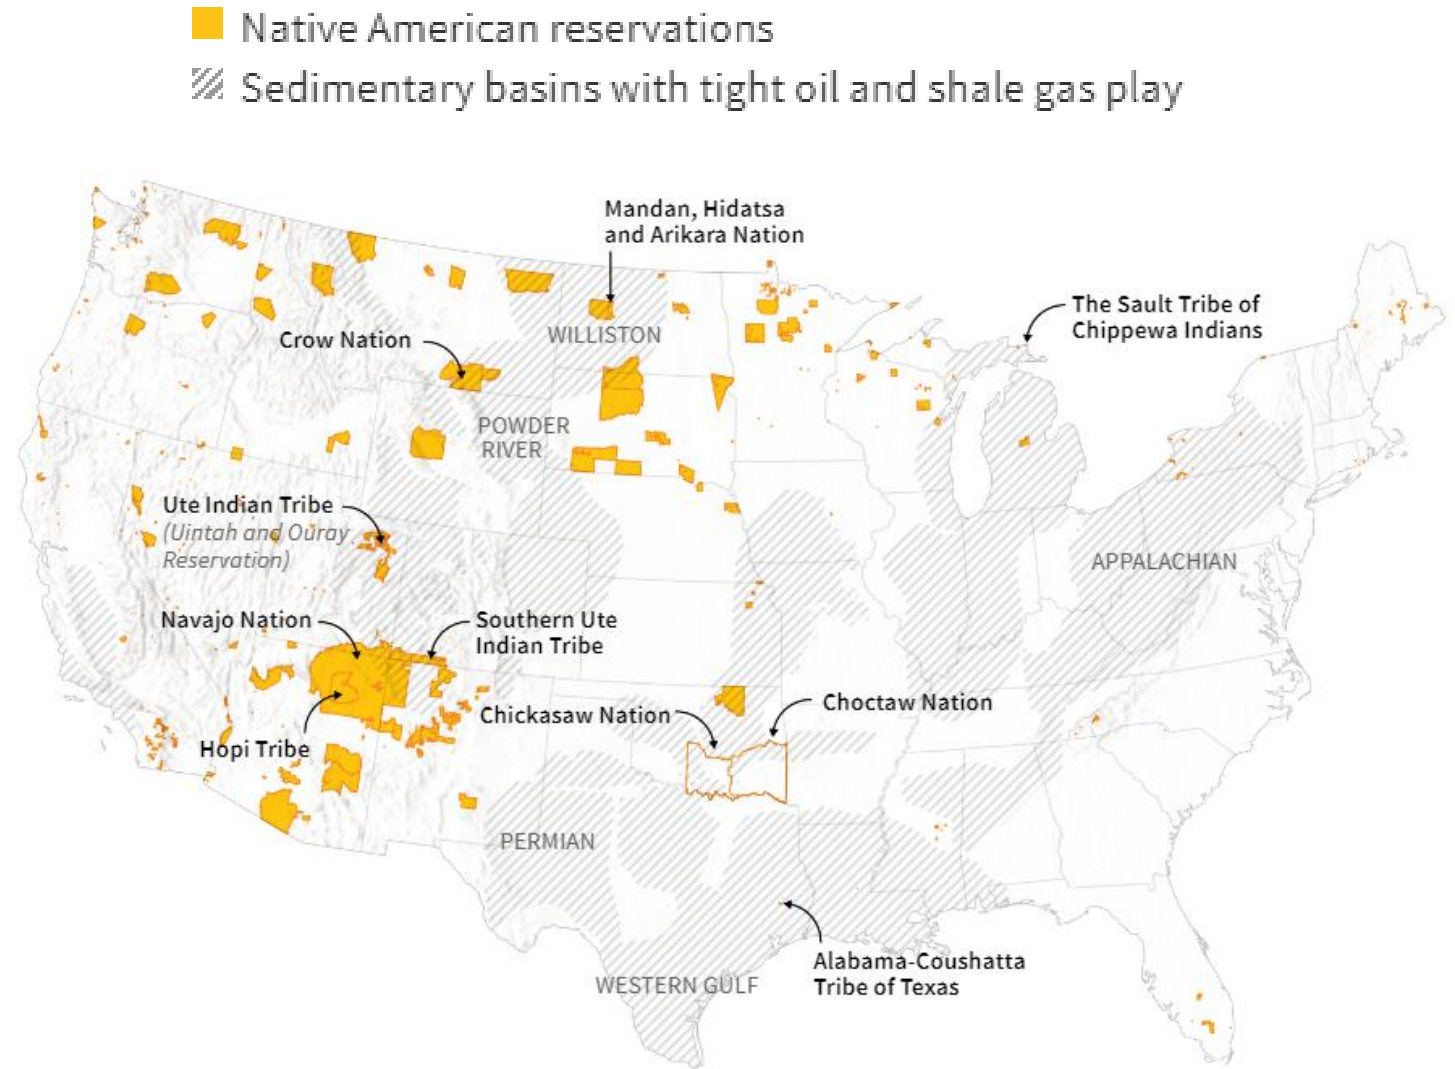 Native American reservations
Sedimentary basins with tight oil and shale gas play
Mandan, Hidatsa
and Arikara Nation
The Sault Tribe of
Chippewa Indians
Crow Nation
WILLISTON
POWDER
RIVER
Ute Indian Tribe
(Uintah and Ouray
Reservation)
APPALACHIAN
Navajo Nation
Southern Ute
Indian Tribe
Hopi Tribe
Chickasaw Nation
Choctaw Nation
PERMIAN
WESTERN GULF
Alabama-Coushatta
Tribe of Texas